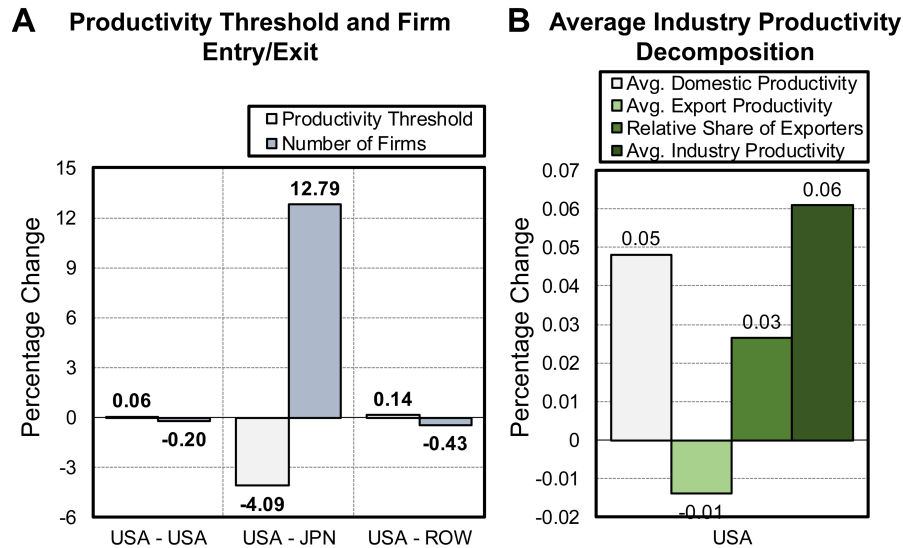 A
Productivity Threshold and Firm
Entry/Exit
Productivity Threshold
Number of Firms
Percentage Change
15
12
9
6
3
0
-3
-6
0.06
-0.20
-4.09
12.79
0.14
-0.43
USA - USA
USA - JPN
USA - ROW
B
Average Industry Productivity
Decomposition
Avg. Domestic Productivity
Avg. Export Productivity
Relative Share of Exporters
Avg. Industry Productivity
Percentage Change
0.07
0.06
0.05
0.04
0.03
0.02
0.01
0
-0.01
-0.02
0.05
-0.01
0.03
0.06
USA